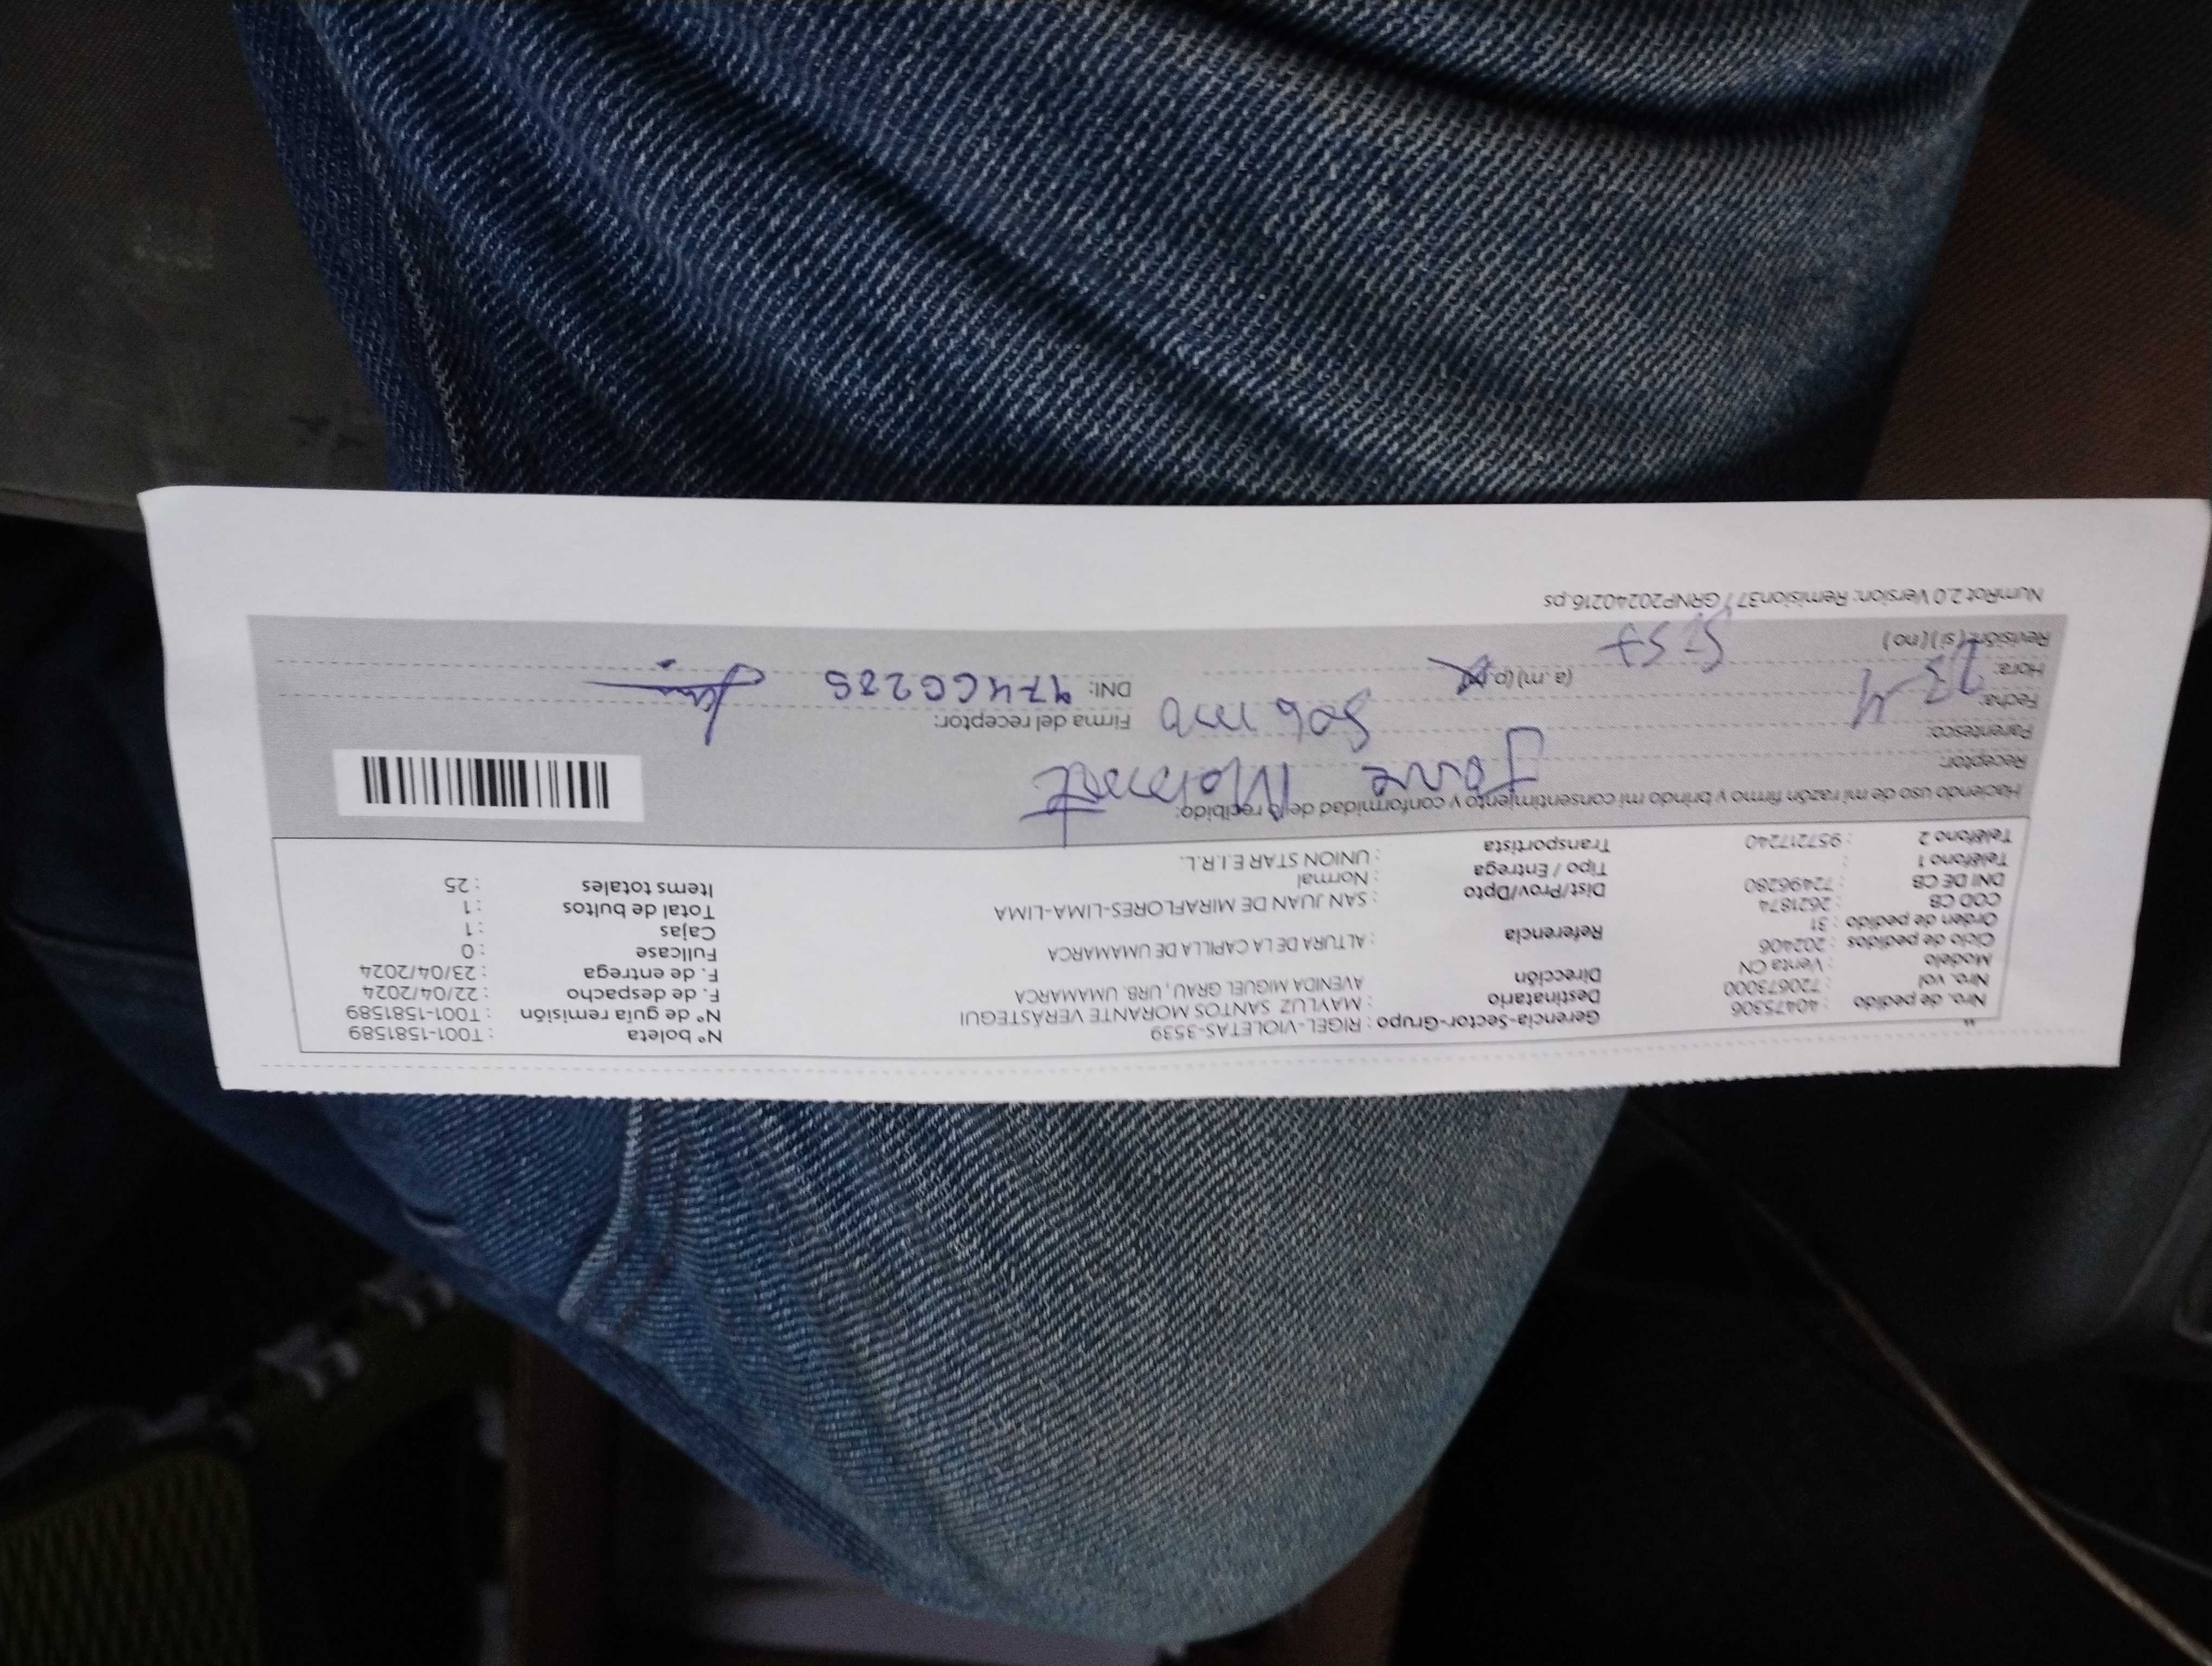 Nro. de pedido : 40475306 Gerencia-Sector-Grupo : RIGEL-VIOLETAS-3539 N° boleta : T001-1581589
Nro. vol 720673000 Destinatario : MAYLUZ SANTOS MORANTE VERÁSTEGUI N° de guía remisión : T001-1581589
Modelo : Venta CN Dirección AVENIDA MIGUEL GRAU, URB. UMAMARCA F. de despacho : 22/04/2024
Ciclo de pedidos : 202406 F. de entrega : 23/04/2024
Orden de pedido : 31 Referencia : ALTURA DE LA CAPILLA DE UMAMARCA Fullcase : 0
COD CB 2621874 Cajas : 1
DNI DE CB : 72496280 Dist/Prov/Dpto : SAN JUAN DE MIRAFLORES-LIMA-LIMA Total de bultos : 1
Teléfono 1 : Tipo / Entrega : Normal Items totales : 25
Teléfono 2 : 957217240 Transportista : UNION STAR E.I.R.L.
Haciendo uso de mi razón firmo y brindo mi consentimiento y conformidad de lo recibido:
Receptor:
Parentesco: Sobrino Firma del receptor:
Fecha: 23-4
Hora: (a.m)(p.m) DNI:
Revisión: (si)(no)
NumRot 2.0 Version: Remision37 / GRNP20240216.ps